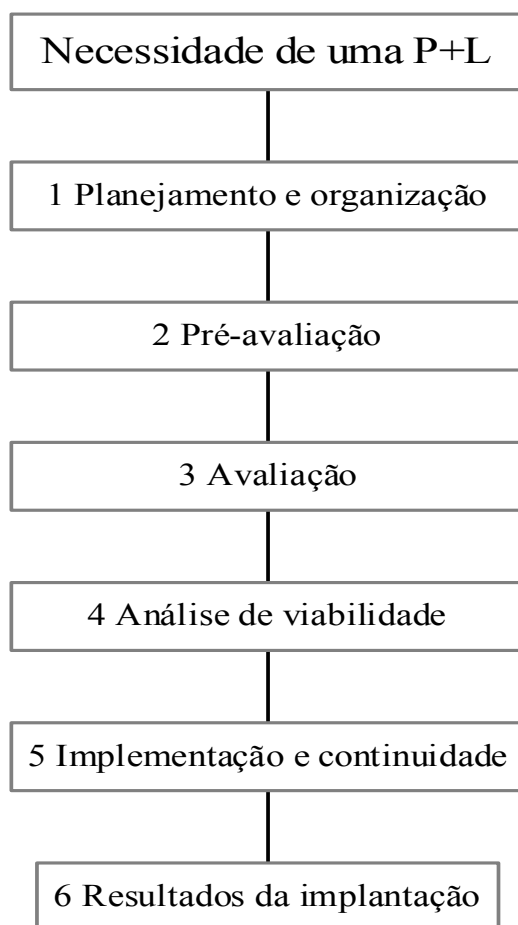 Necessidade de uma P+L
1 Planejamento e organização
2 Pré-avaliação
3 Avaliação
4 Análise de viabilidade
5 Implementação e continuidade
6 Resultados da implantação